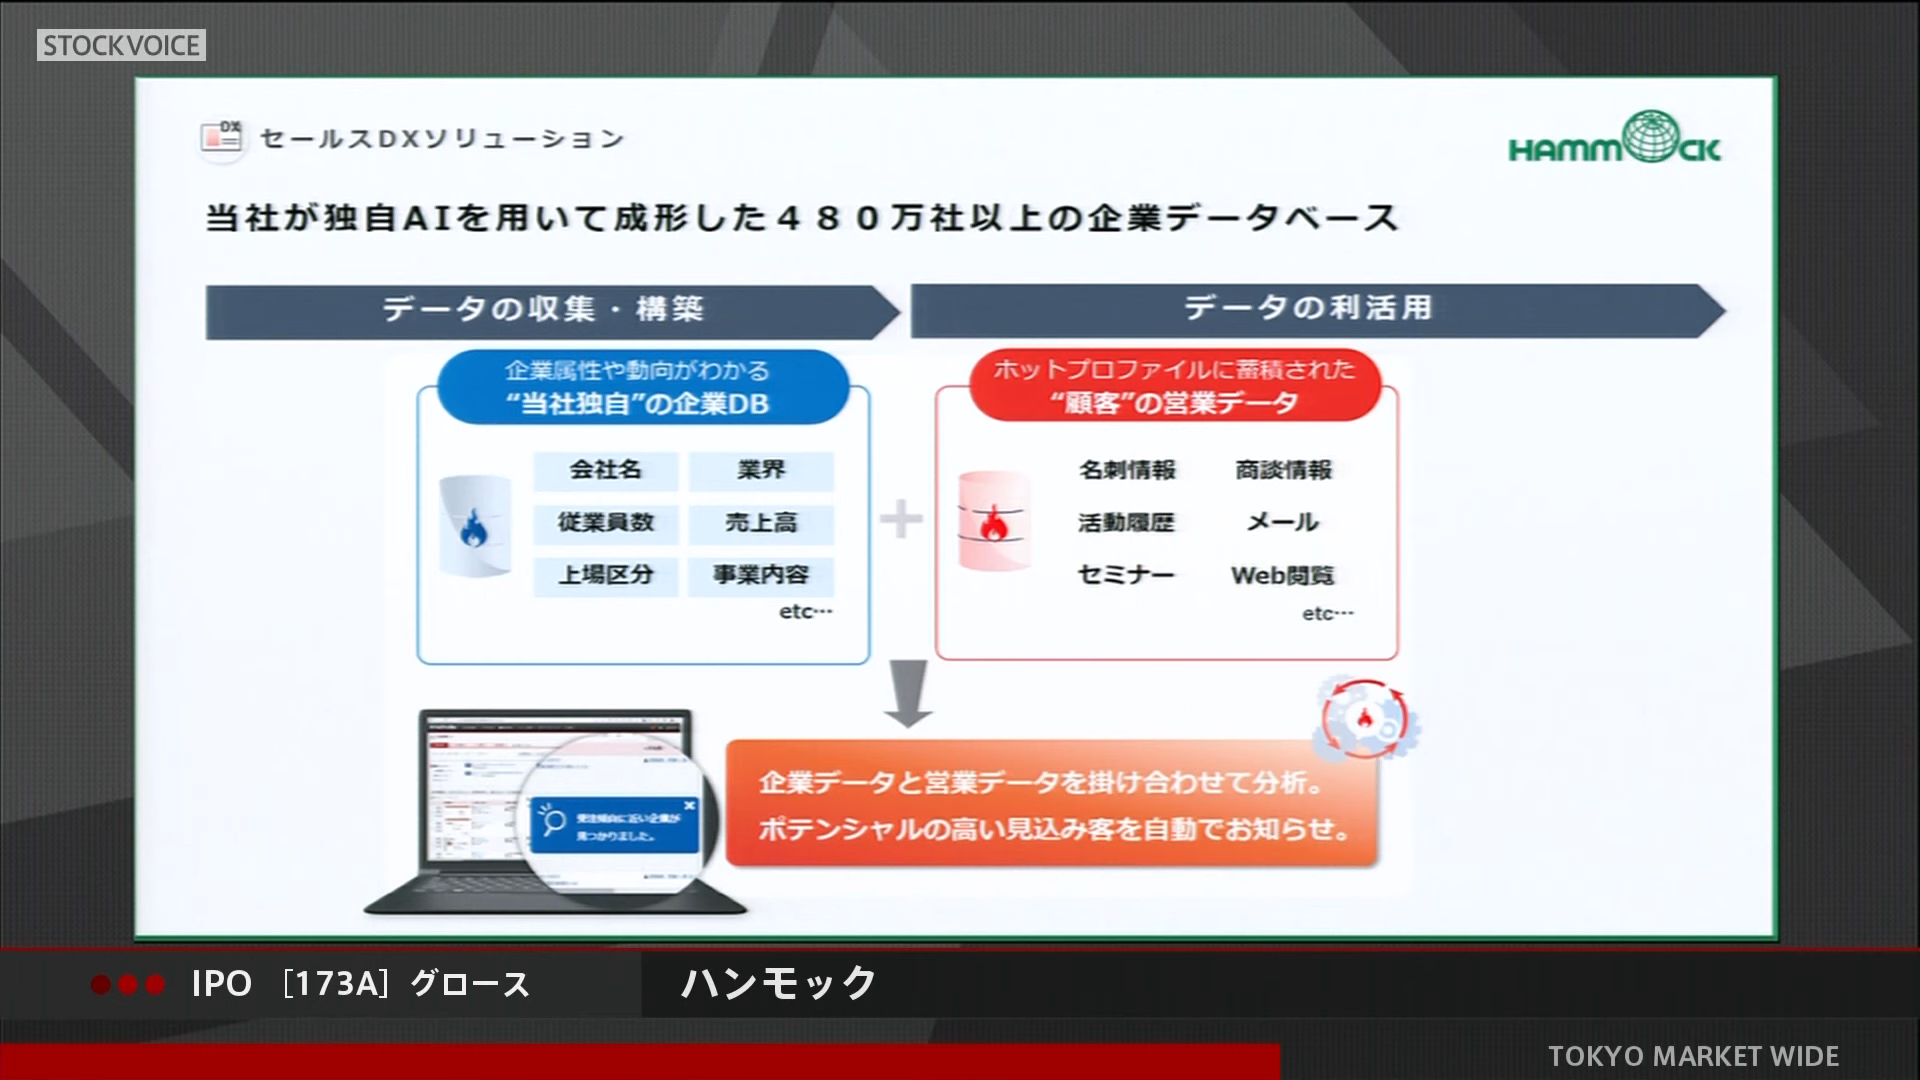 STOCKVOICE
DX
セールスDXソリューション
HAMMOCK
当社が独自AIを用いて成形した４８０万社以上の企業データベース
データの収集・構築
データの利活用
企業属性や動向がわかる
“当社独自”の企業DB
会社名
業界
従業員数
売上高
上場区分
事業内容
etc…
ホットプロファイルに蓄積された
“顧客”の営業データ
名刺情報
商談情報
活動履歴
メール
セミナー
Web閲覧
etc…
受注傾向に近い企業が
見つかりました。
企業データと営業データを掛け合わせて分析。
ポテンシャルの高い見込み客を自動でお知らせ。
IPO ［173A］グロース
ハンモック
TOKYO MARKET WIDE